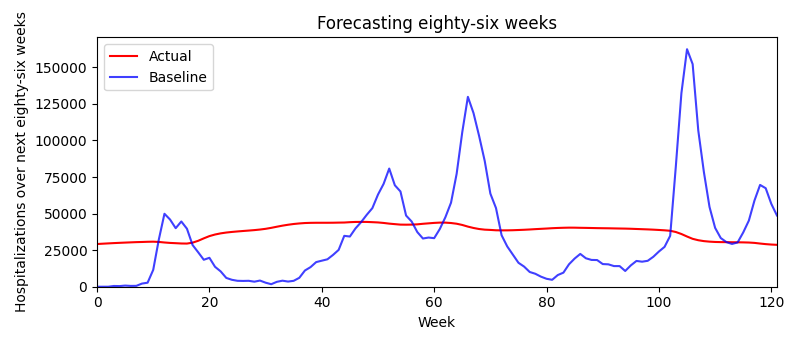 Forecasting eighty-six weeks
Hospitalizations over next eighty-six weeks
Actual
Baseline
150000
125000
100000
75000
50000
25000
0
0
20
40
60
80
100
120
Week